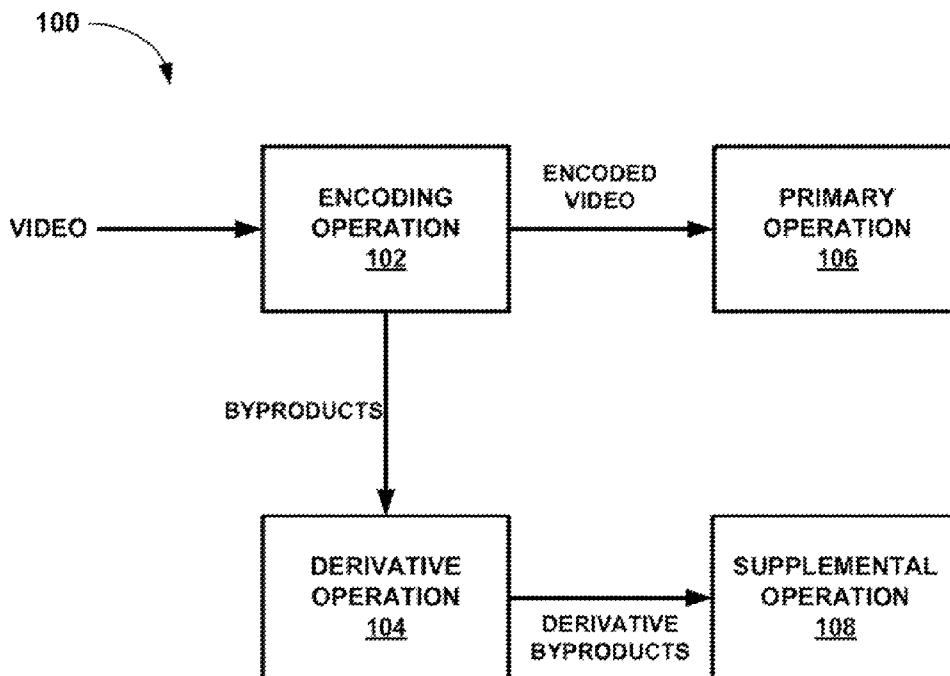 100
VIDEO
ENCODING
OPERATION
102
ENCODED
VIDEO
PRIMARY
OPERATION
106
BYPRODUCTS
DERIVATIVE
OPERATION
104
DERIVATIVE
BYPRODUCTS
SUPPLEMENTAL
OPERATION
108